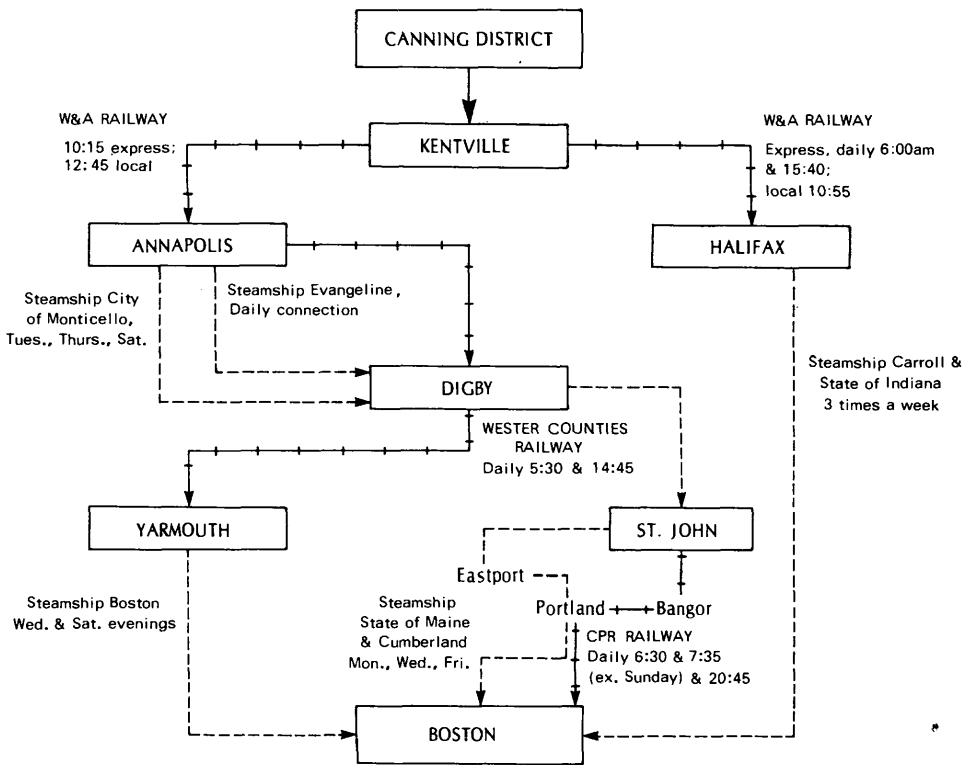 CANNING DISTRICT
W&A RAILWAY
10:15 express;
12:45 local
KENTVILLE
W&A RAILWAY
Express, daily 6:00am
& 15:40;
local 10:55
ANNAPOLIS
HALIFAX
Steamship City
of Monticello,
Tues., Thurs., Sat.
Steamship Evangeline,
Daily connection
DIGBY
Steamship Carroll &
State of Indiana
3 times a week
WESTER COUNTIES
RAILWAY
Daily 5:30 & 14:45
YARMOUTH
ST. JOHN
Eastport
Steamship Boston
Wed. & Sat. evenings
Steamship
State of Maine
& Cumberland
Mon., Wed., Fri.
Portland Bangor
CPR RAILWAY
Daily 6:30 & 7:35
(ex. Sunday) & 20:45
BOSTON